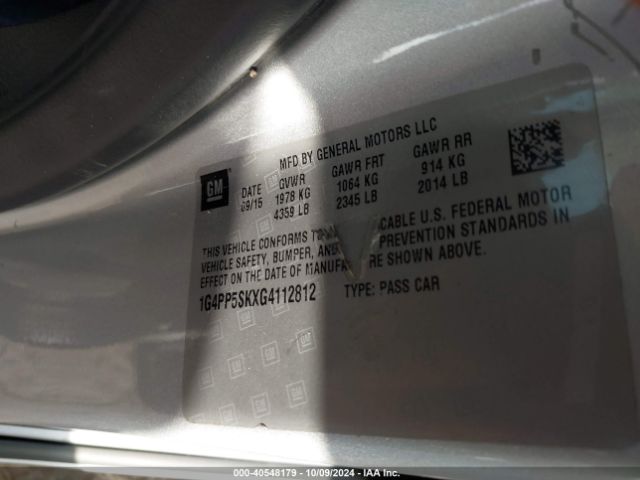 MFD BY GENERAL MOTORS LLC
GM DATE GVWR GAWR FRT GAWR RR
09/15 1978 KG 1064 KG 914 KG
4359 LB 2345 LB 2014 LB
THIS VEHICLE CONFORMS CABLE U.S. FEDERAL MOTOR
VEHICLE SAFETY, BUMPER, AND PREVENTION STANDARDS IN
EFFECT ON THE DATE OF MANUFA RE SHOWN ABOVE.
1G4PP5SKXG4112812 TYPE: PASS CAR
000-40548179 | 10/09/2024 - IAA Inc.